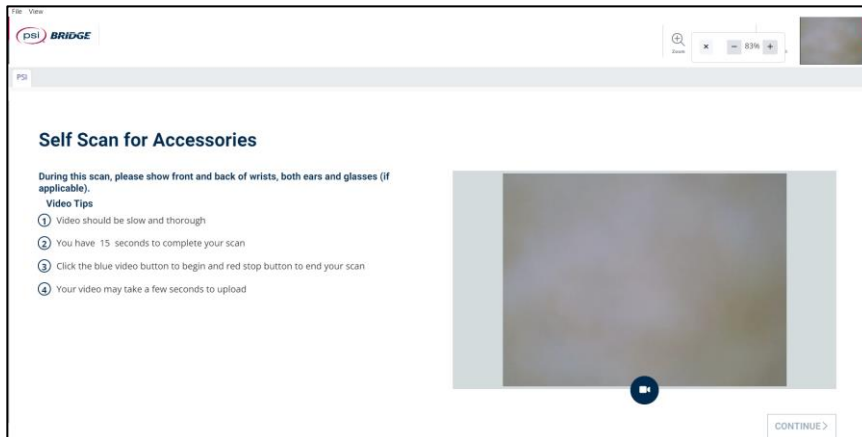 File View
psi BRIDGE
Zoom
× − 83% +
PSI
Self Scan for Accessories
During this scan, please show front and back of wrists, both ears and glasses (if
applicable).
Video Tips
1 Video should be slow and thorough
2 You have 15 seconds to complete your scan
3 Click the blue video button to begin and red stop button to end your scan
4 Your video may take a few seconds to upload
CONTINUE >